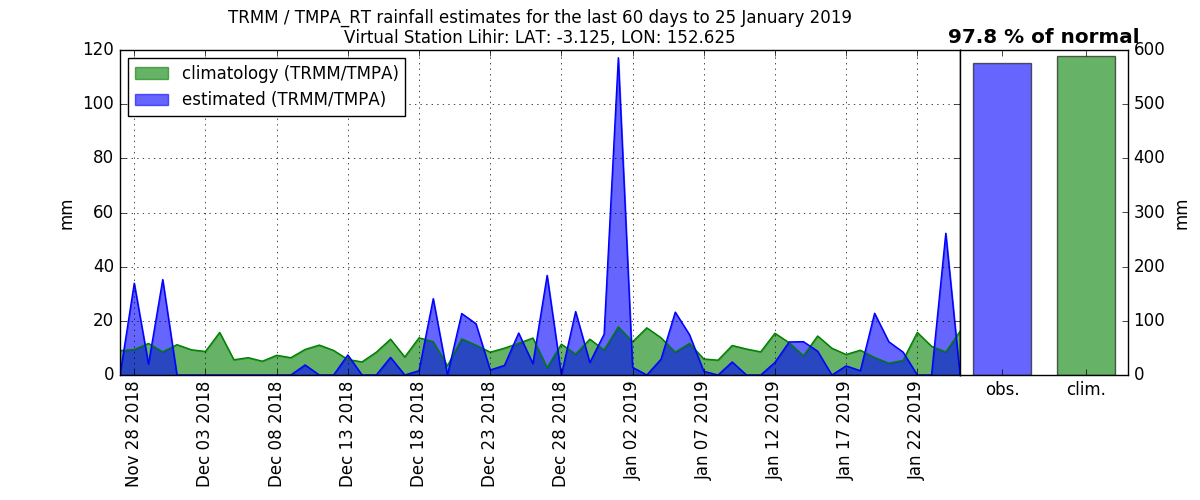 TRMM / TMPA_RT rainfall estimates for the last 60 days to 25 January 2019
Virtual Station Lihir: LAT: -3.125, LON: 152.625
97.8 % of normal
climatology (TRMM/TMPA)
estimated (TRMM/TMPA)
120
100
80
60
40
20
0
mm
600
500
400
300
200
100
0
mm
Nov 28 2018
Dec 03 2018
Dec 08 2018
Dec 13 2018
Dec 18 2018
Dec 23 2018
Dec 28 2018
Jan 02 2019
Jan 07 2019
Jan 12 2019
Jan 17 2019
Jan 22 2019
obs.
clim.